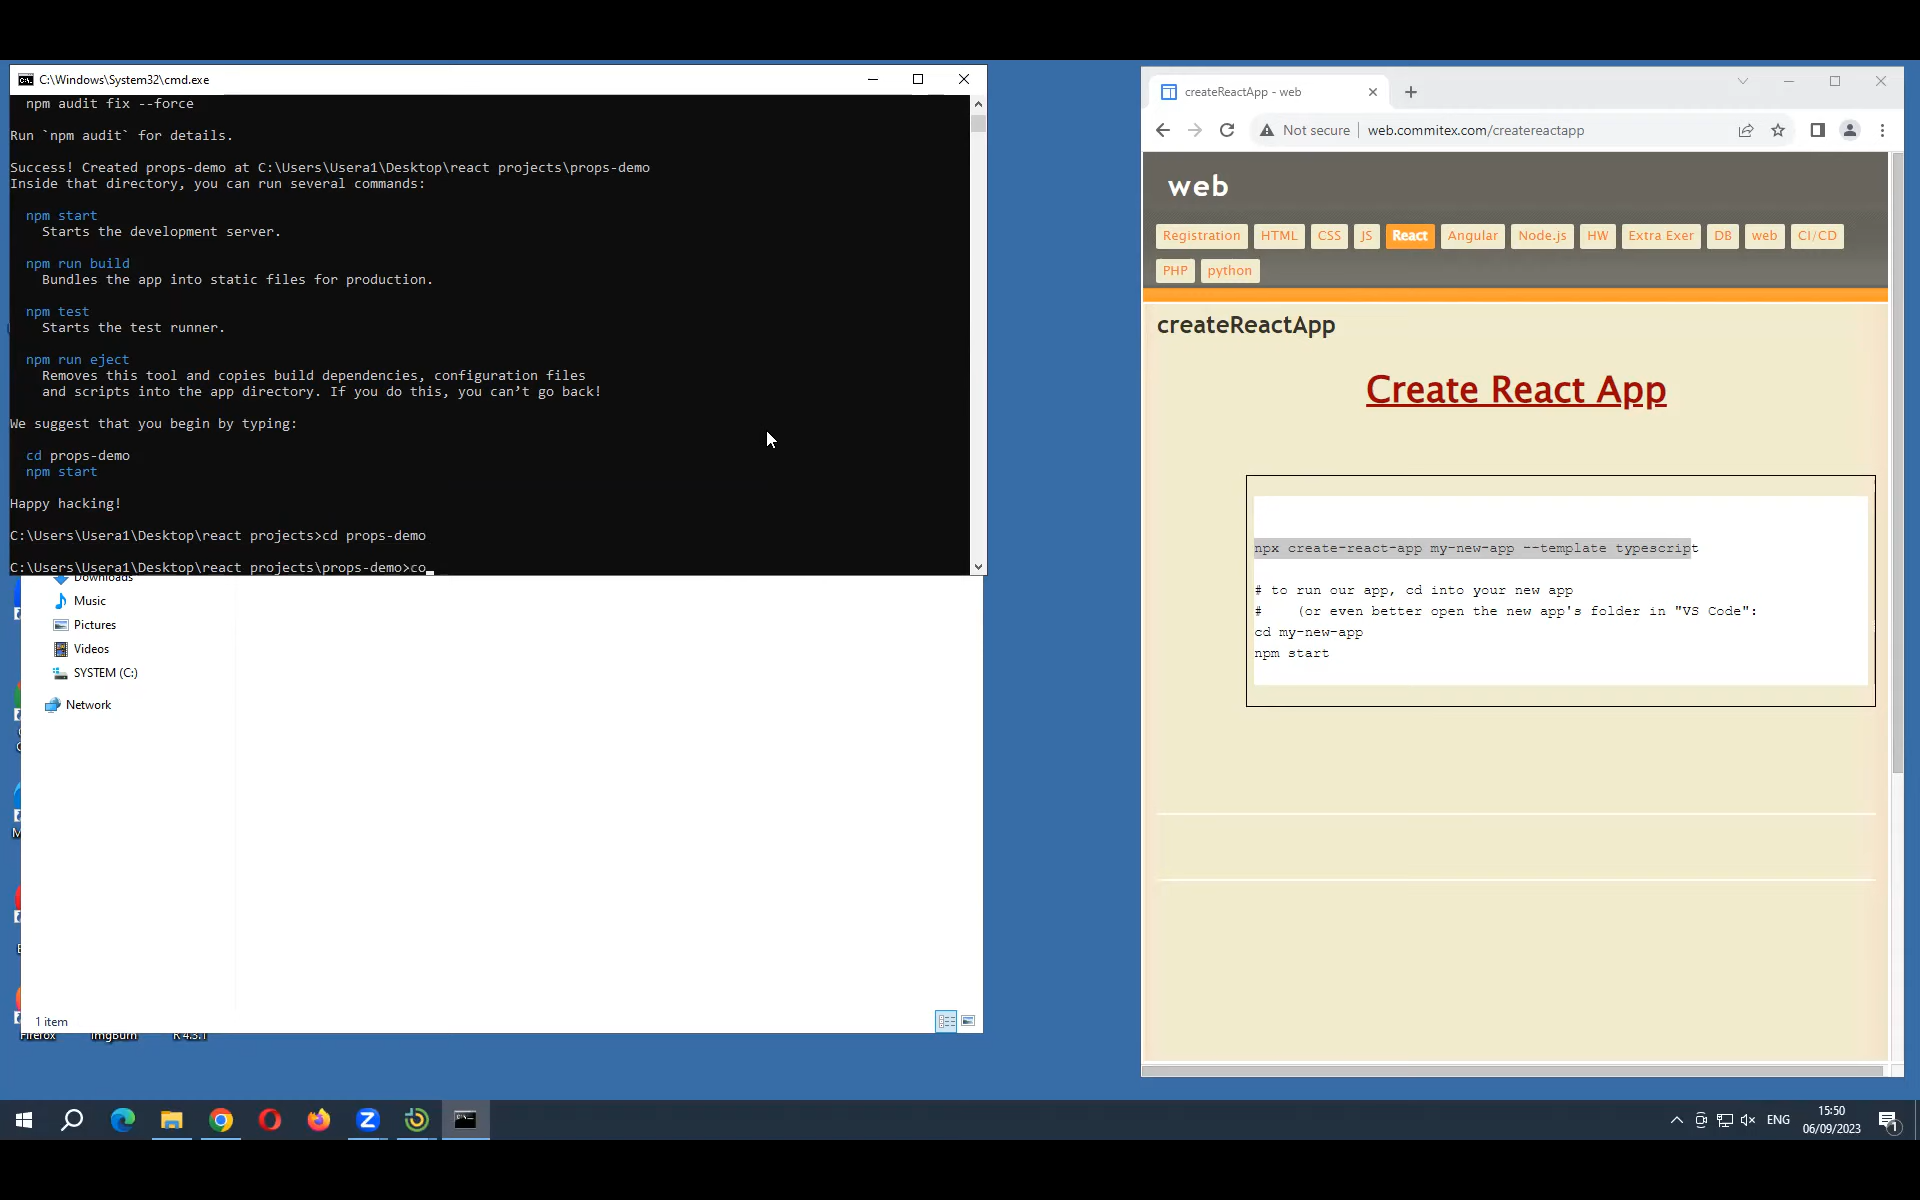 C:\Windows\System32\cmd.exe
npm audit fix --force
Run `npm audit` for details.
Success! Created props-demo at C:\Users\Usera1\Desktop\react projects\props-demo
Inside that directory, you can run several commands:
npm start
Starts the development server.
npm run build
Bundles the app into static files for production.
npm test
Starts the test runner.
npm run eject
Removes this tool and copies build dependencies, configuration files
and scripts into the app directory. If you do this, you can’t go back!
We suggest that you begin by typing:
cd props-demo
npm start
Happy hacking!
C:\Users\Usera1\Desktop\react projects>cd props-demo
C:\Users\Usera1\Desktop\react projects\props-demo>co_
Downloads
Music
Pictures
Videos
SYSTEM (C:)
Network
1 item
Firefox
ImgBurn
R 4.3.1
createReactApp - web
Not secure
web.commitex.com/createreactapp
web
Registration HTML CSS JS React Angular Node.js HW Extra Exer DB web CI/CD
PHP python
createReactApp
Create React App
npx create-react-app my-new-app --template typescript
# to run our app, cd into your new app
# (or even better open the new app's folder in "VS Code":
cd my-new-app
npm start
ENG
15:50
06/09/2023
1